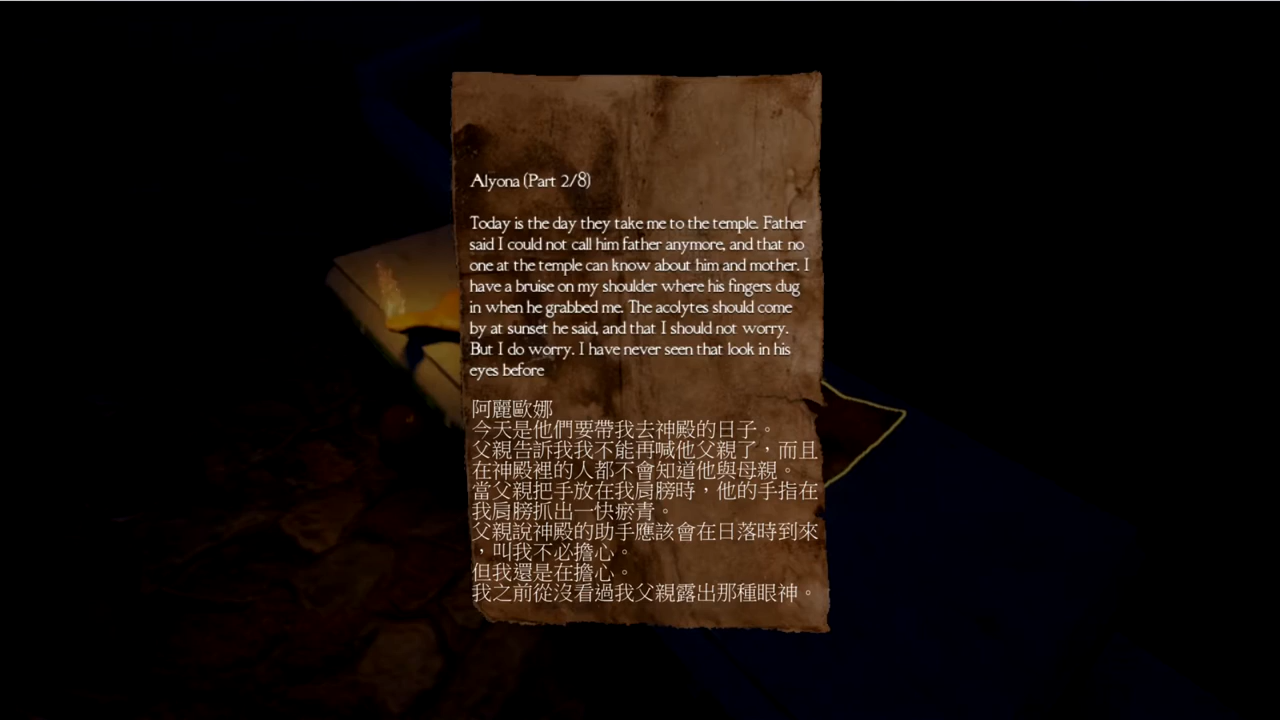 Alyona (Part 2/8)
Today is the day they take me to the temple. Father
said I could not call him father anymore, and that no
one at the temple can know about him and mother. I
have a bruise on my shoulder where his fingers dug
in when he grabbed me. The acolytes should come
by at sunset he said, and that I should not worry.
But I do worry. I have never seen that look in his
eyes before
阿麗歐娜
今天是他們要帶我去神殿的日子。
父親告訴我我不能再喊他父親了，而且
在神殿裡的人都不會知道他與母親。
當父親把手放在我肩膀時，他的手指在
我肩膀抓出一快瘀青。
父親說神殿的助手應該會在日落時到來
，叫我不必擔心。
但我還是在擔心。
我之前從沒看過我父親露出那種眼神。